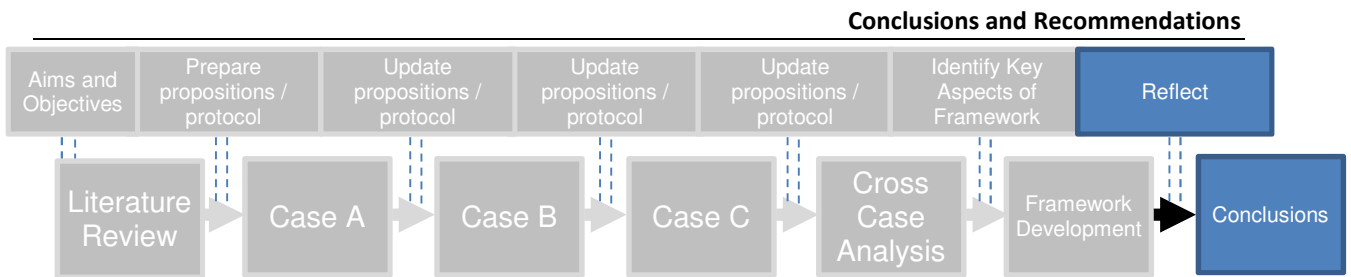 Conclusions and Recommendations
Aims and
Objectives
Prepare
propositions /
protocol
Update
propositions /
protocol
Update
propositions /
protocol
Update
propositions /
protocol
Identify Key
Aspects of
Framework
Reflect
Literature
Review
Case A
Case B
Case C
Cross
Case
Analysis
Framework
Development
Conclusions